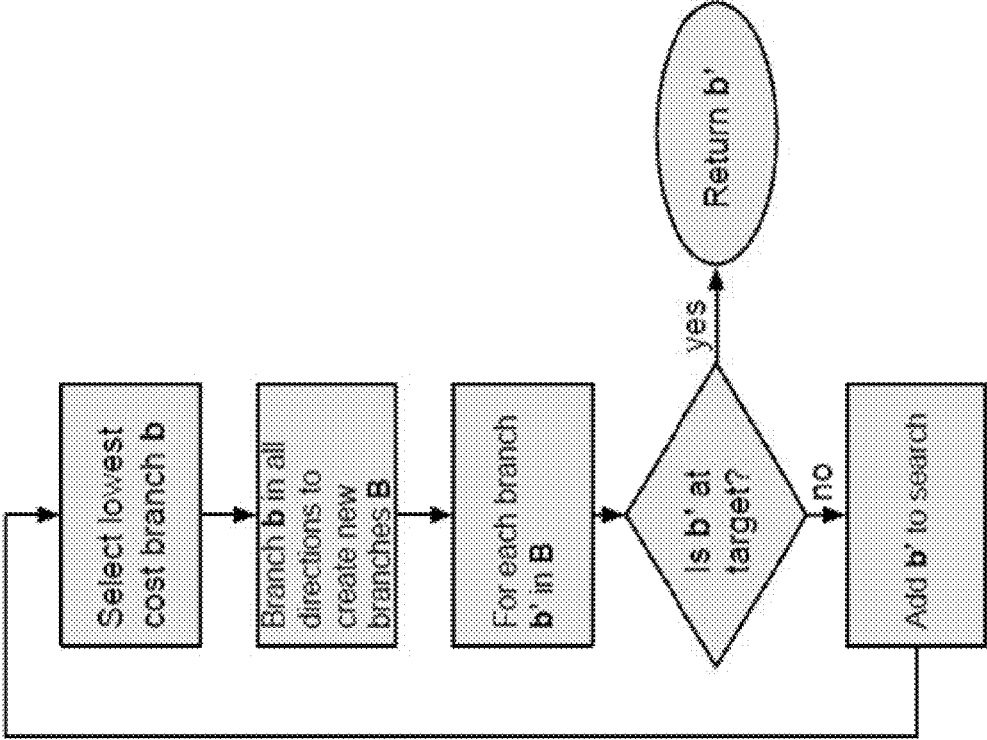 Select lowest
cost branch b
Branch b in all
directions to
create new
branches B
For each branch
b' in B
Is b' at
target?
yes
Return b'
no
Add b' to search